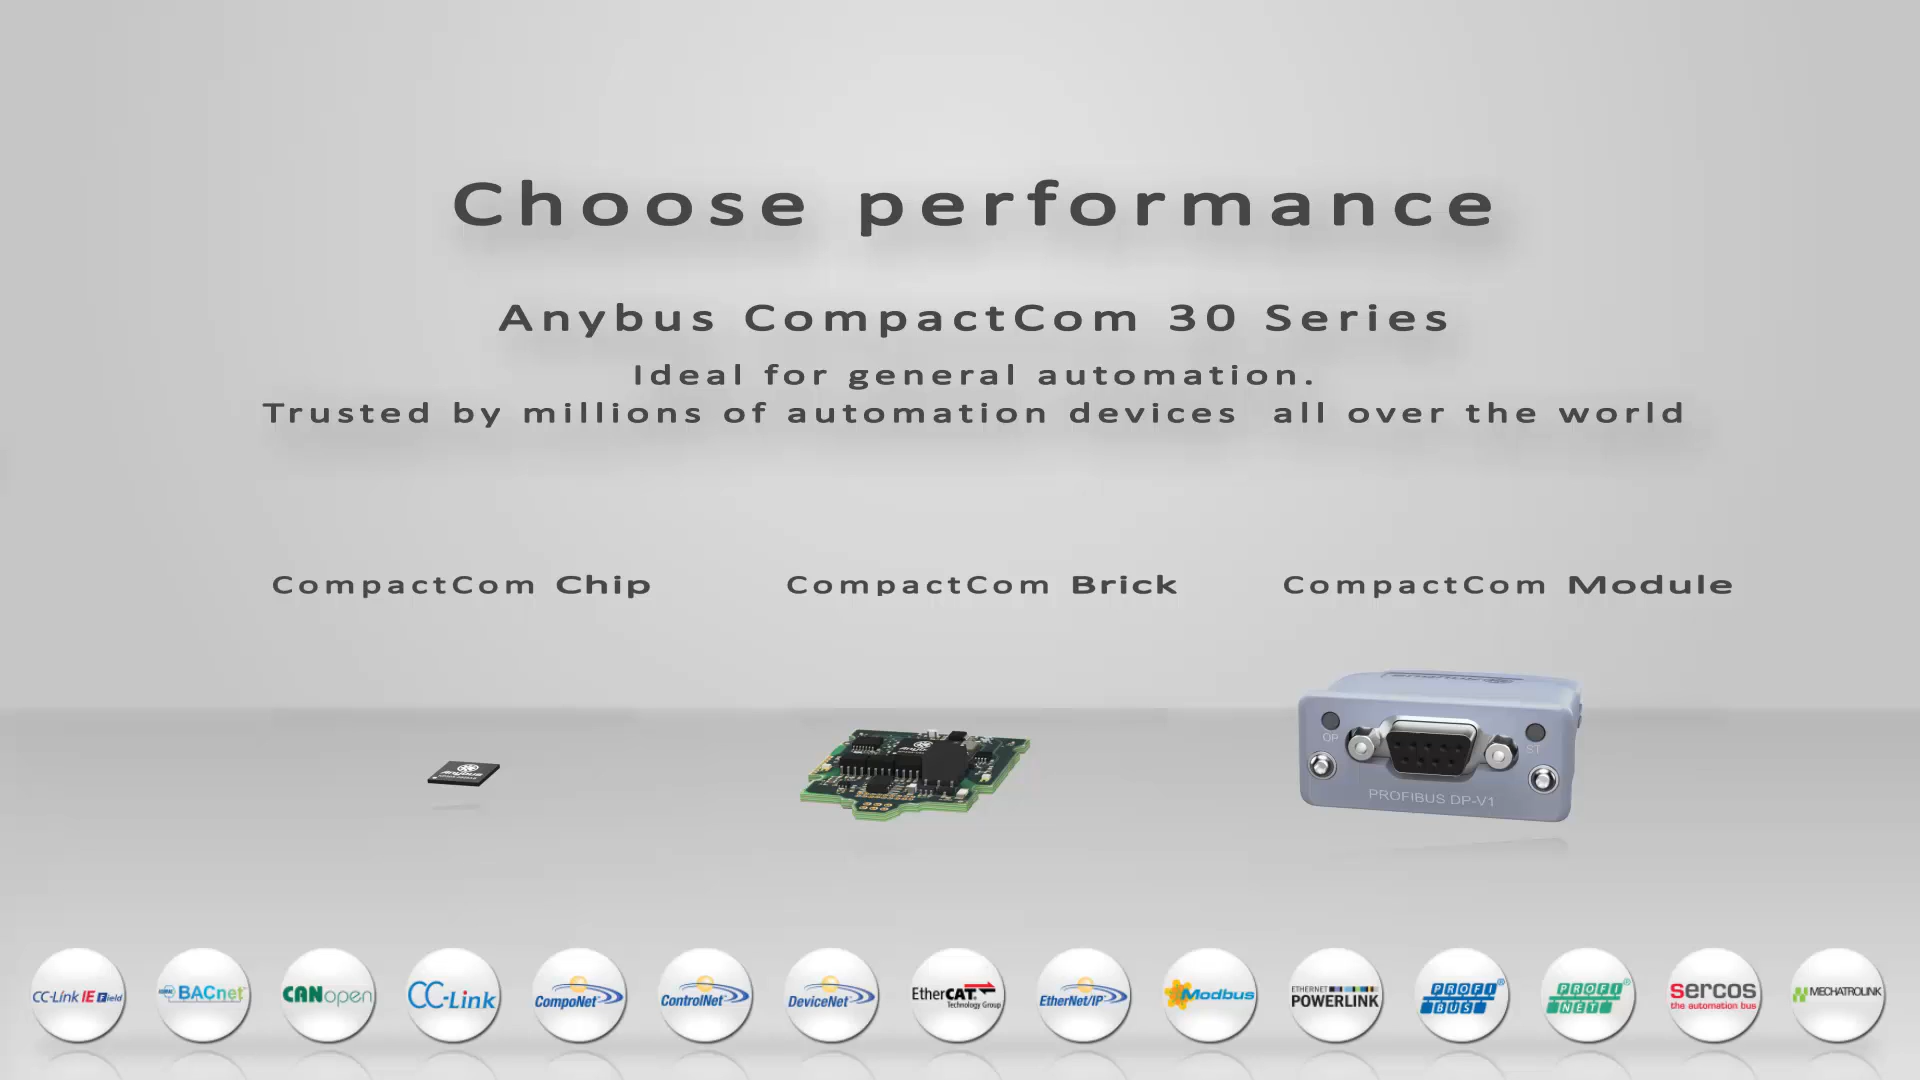 Choose performance
Anybus CompactCom 30 Series
Ideal for general automation.
Trusted by millions of automation devices all over the world
CompactCom Chip
CompactCom Brick
CompactCom Module
Anybus
Anybus
OP
ST
PROFIBUS DP-V1
CC-Link IE Field
BACnet
CANopen
CC-Link
CompoNet
ControlNet
DeviceNet
EtherCAT
Technology Group
EtherNet/IP
Modbus
ETHERNET
POWERLINK
PROFI
BUS
PROFI
NET
sercos
the automation bus
MECHATROLINK